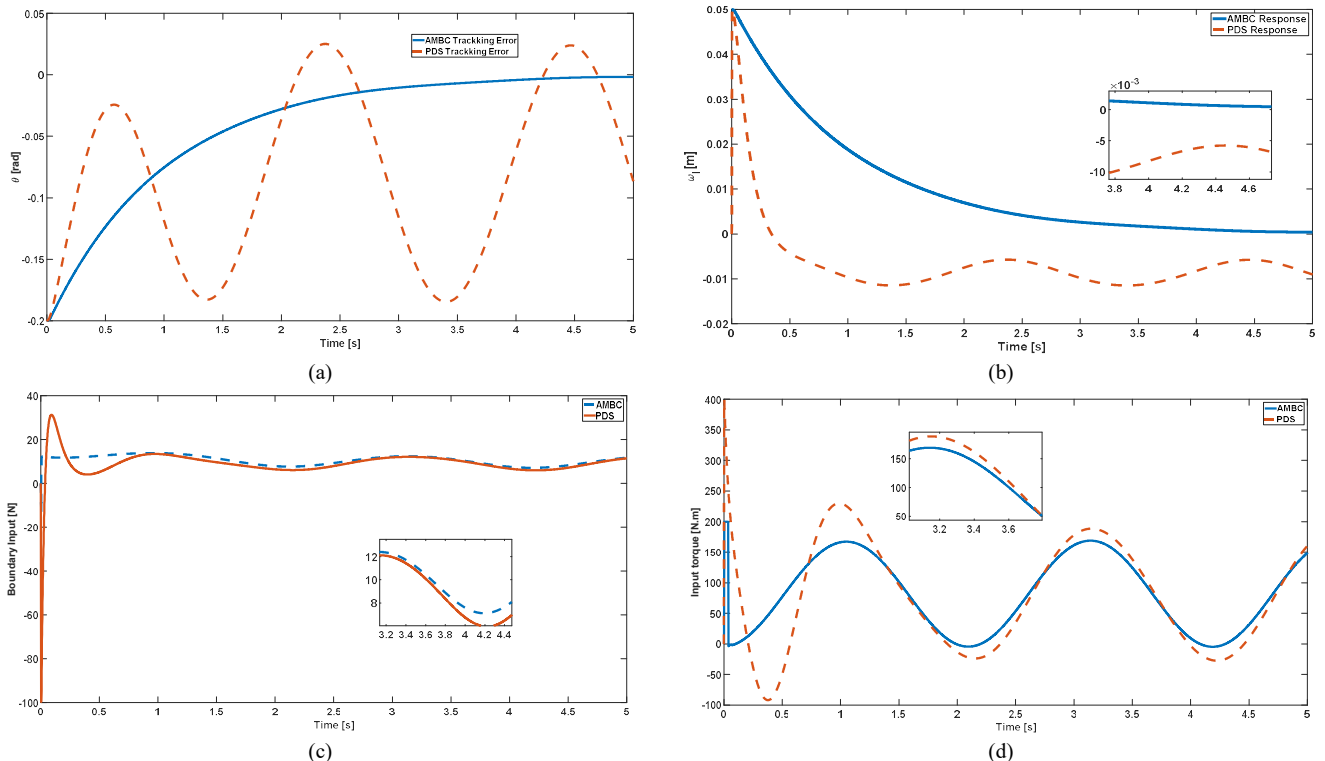 0.05
0
-0.05
-0.1
-0.15
-0.2
θ [rad]
AMBC Trackking Error
PDS Trackking Error
0 0.5 1 1.5 2 2.5 3 3.5 4 4.5 5
Time [s]
(a)
0.05
0.04
0.03
0.02
0.01
0
-0.01
-0.02
ω_l [m]
AMBC Response
PDS Response
×10⁻³
0
-5
-10
3.8 4 4.2 4.4 4.6
0 0.5 1 1.5 2 2.5 3 3.5 4 4.5 5
Time [s]
(b)
40
20
0
-20
-40
-60
-80
-100
Boundary Input [N]
AMBC
PDS
12
10
8
3.2 3.4 3.6 3.8 4 4.2 4.4
0 0.5 1 1.5 2 2.5 3 3.5 4 4.5 5
Time [s]
(c)
400
350
300
250
200
150
100
50
0
-50
-100
Input torque [N.m]
AMBC
PDS
150
100
50
3.2 3.4 3.6
0 0.5 1 1.5 2 2.5 3 3.5 4 4.5 5
Time [s]
(d)